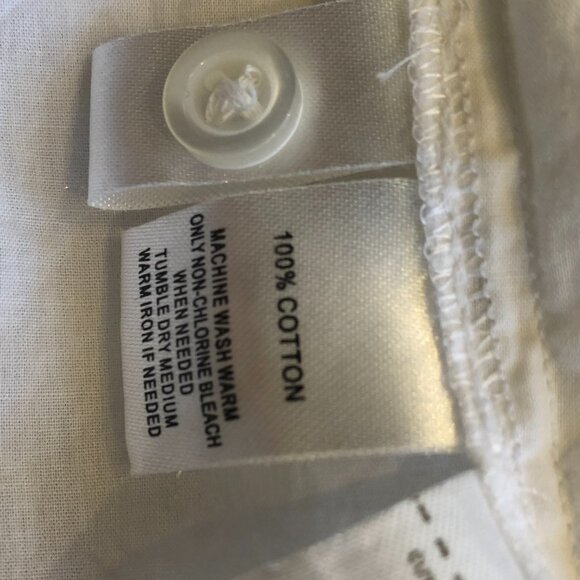 100% COTTON
MACHINE WASH WARM
ONLY NON-CHLORINE BLEACH
WHEN NEEDED
TUMBLE DRY MEDIUM
WARM IRON IF NEEDED